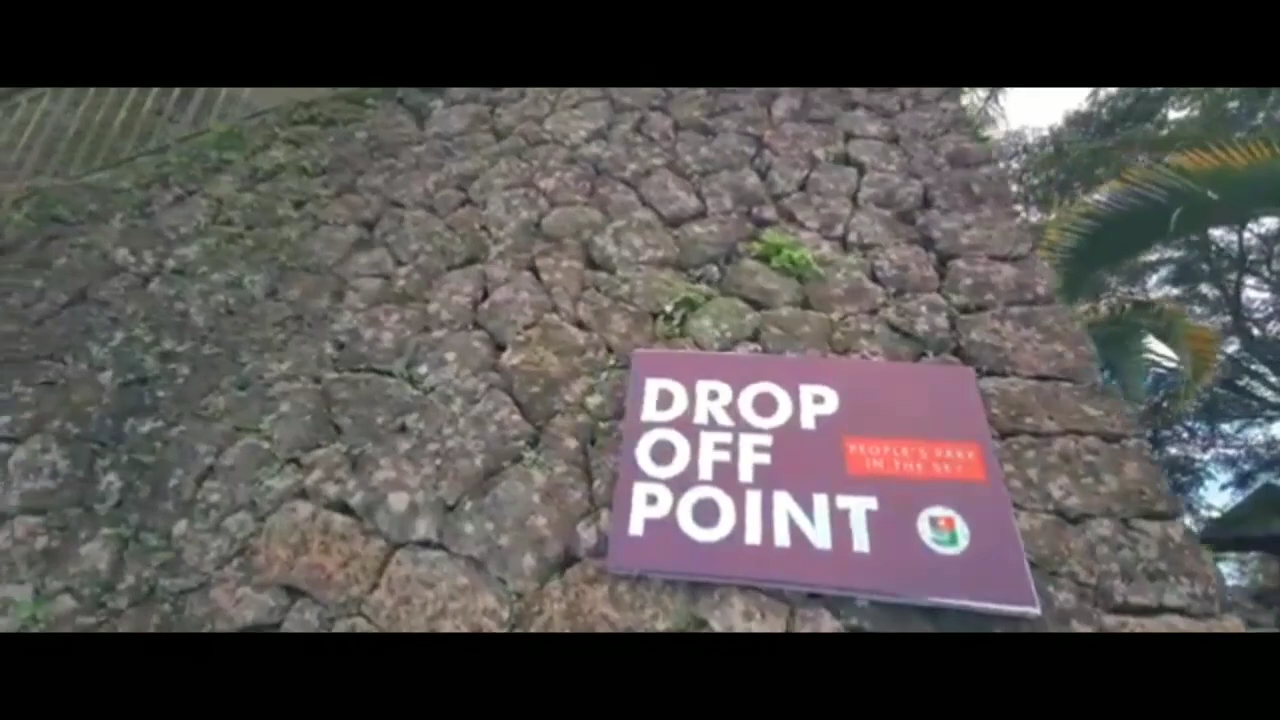 DROP
OFF
POINT
PEOPLE'S PARK
IN THE SKY